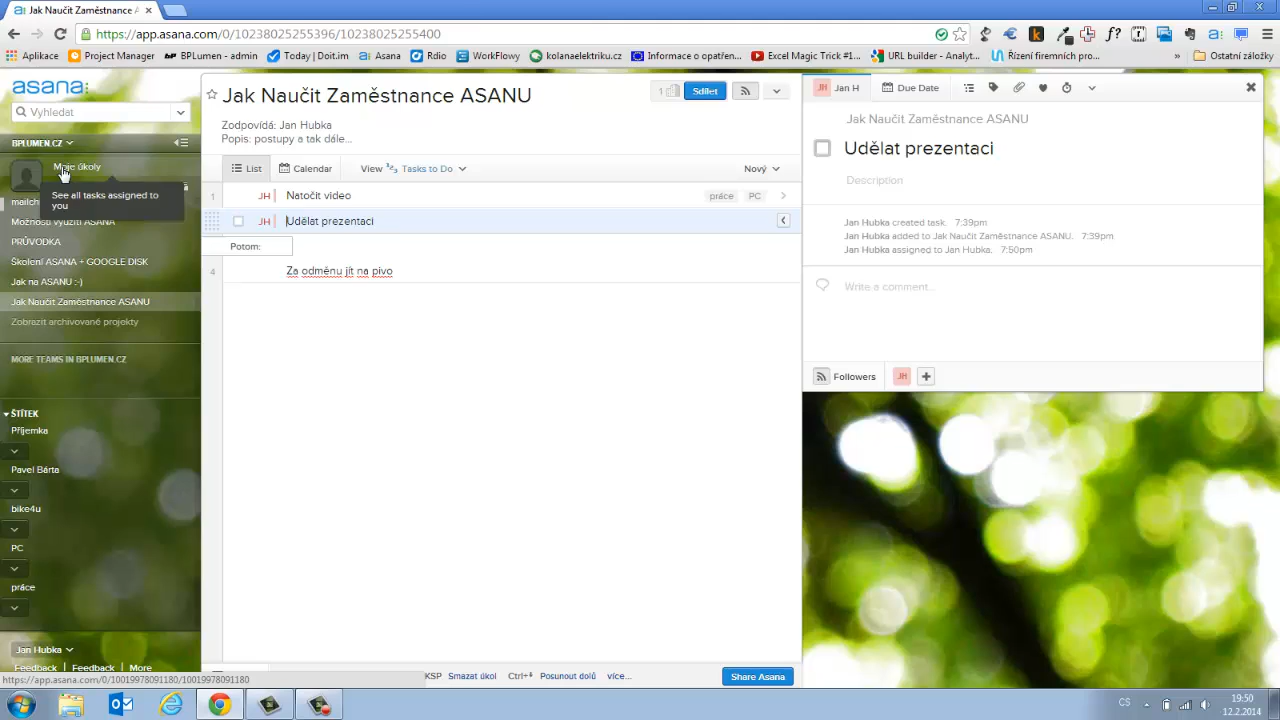 Jak Naučit Zaměstnance A
https://app.asana.com/0/10238025255396/10238025255400
Aplikace
Project Manager
BPLumen - admin
Today | Doit.im
Asana
Rdio
WorkFlowy
kolanaelektriku.cz
Informace o opatřen...
Excel Magic Trick #1...
URL builder - google...
Řízení firemních pro...
»
Ostatní záložky
asana:
Vyhledat
BPLUMEN.CZ
Moje úkoly
See all tasks assigned to
you
Možnosti využití ASANA
PRŮVODKA
Školení ASANA + GOOGLE DISK
Jak na ASANU :-)
Jak Naučit Zaměstnance ASANU
Zobrazit archivované projekty
MORE TEAMS IN BPLUMEN.CZ
ŠTÍTEK
Příjemka
Pavel Bárta
bike4u
PC
práce
Jan Hubka
Feedback | Feedback | More
https://app.asana.com/0/10019978091180/10019978091180
Jak Naučit Zaměstnance ASANU
1
Sdílet
Zodpovídá: Jan Hubka
Popis: postupy a tak dále...
List
Calendar
View
Tasks to Do
Nový
1 JH Natočit video práce PC
JH Udělat prezentaci
Potom:
4 Za odměnu jít na pivo
KSP Smazat úkol Ctrl+ Posunout dolů více...
Share Asana
JH Jan H
Due Date
Jak Naučit Zaměstnance ASANU
Udělat prezentaci
Description
Jan Hubka created task. 7:39pm
Jan Hubka added to Jak Naučit Zaměstnance ASANU. 7:39pm
Jan Hubka assigned to Jan Hubka. 7:50pm
Write a comment...
Followers
JH
CS
19:50
12.2.2014